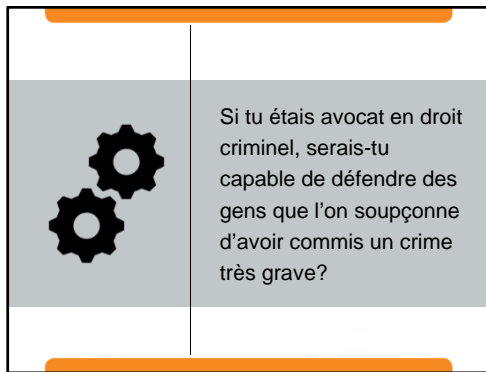 Si tu étais avocat en droit
criminel, serais-tu
capable de défendre des
gens que l'on soupçonne
d'avoir commis un crime
très grave?